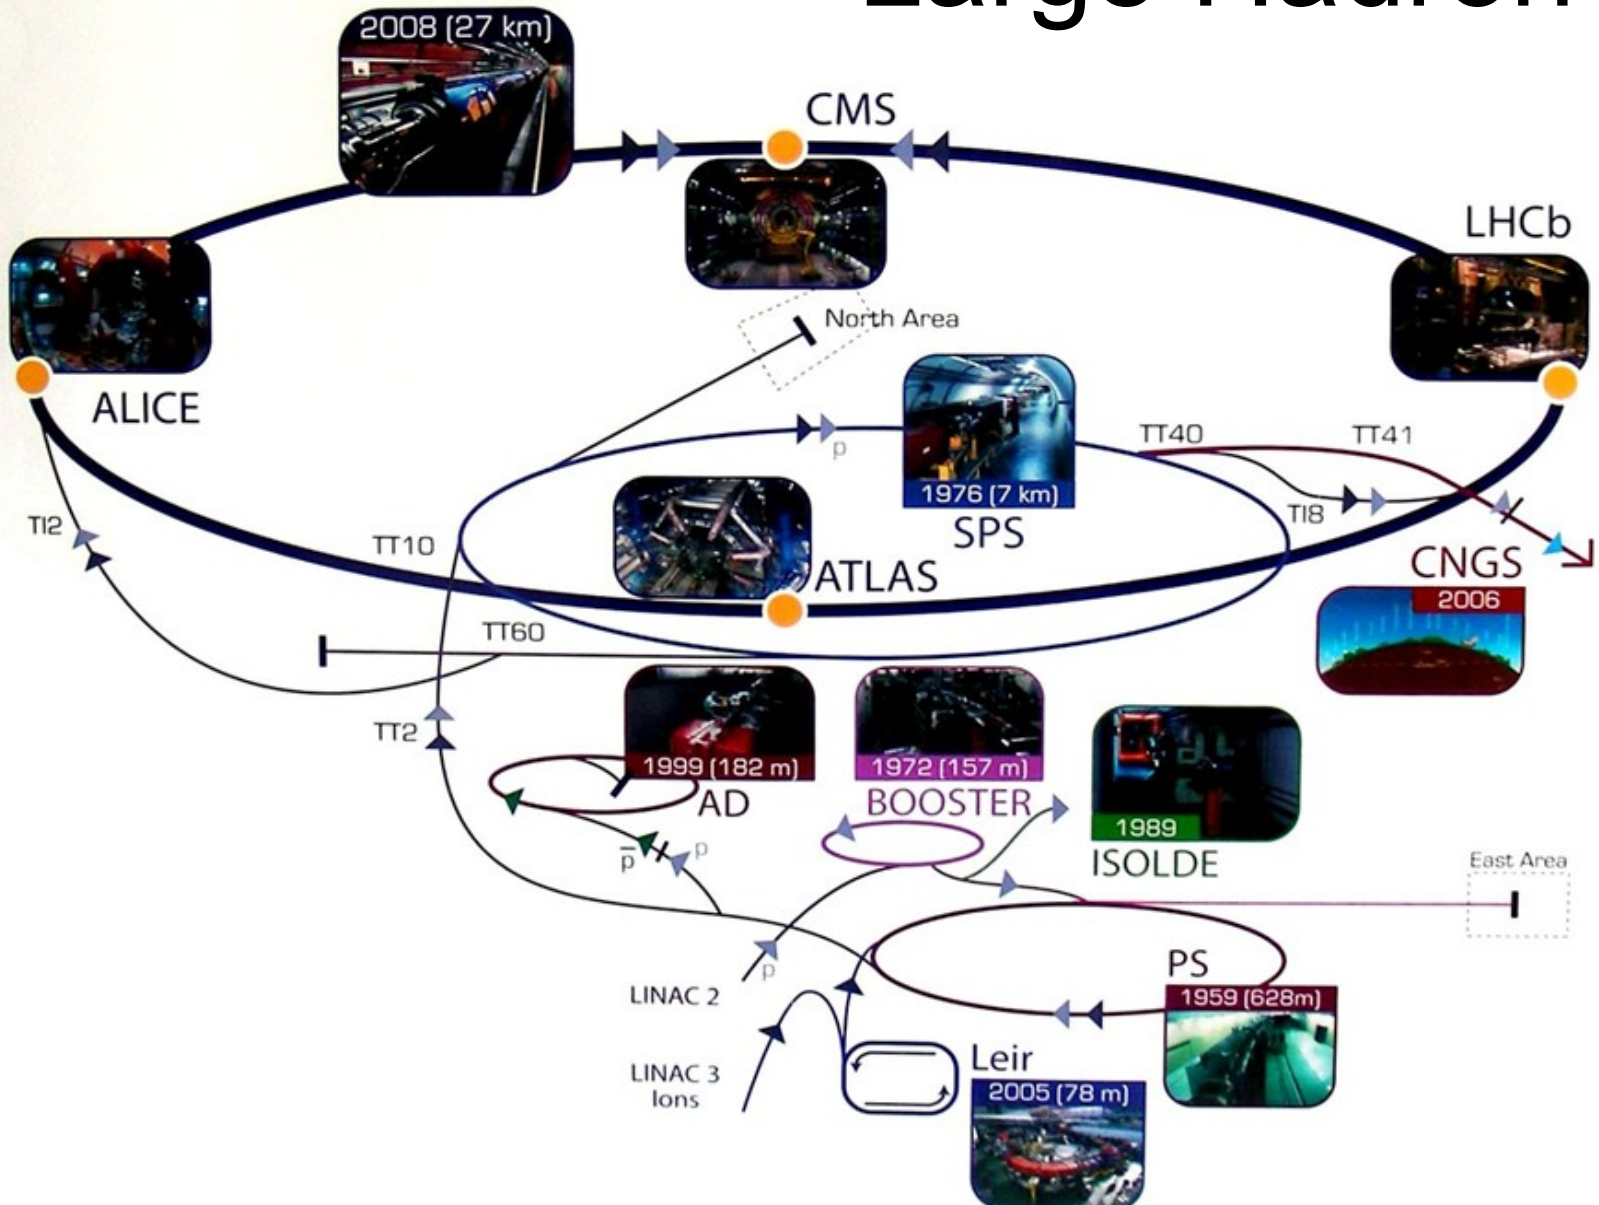 Large Hadron
2008 (27 km)
CMS
LHCb
North Area
ALICE
TT40
TT41
p
1976 (7 km)
SPS
TI8
TI2
TT10
ATLAS
CNGS
2006
TT60
TT2
1999 (182 m)
AD
1972 (157 m)
BOOSTER
1989
ISOLDE
p̅
p
East Area
LINAC 2
p
PS
1959 (628m)
LINAC 3
Ions
Leir
2005 (78 m)